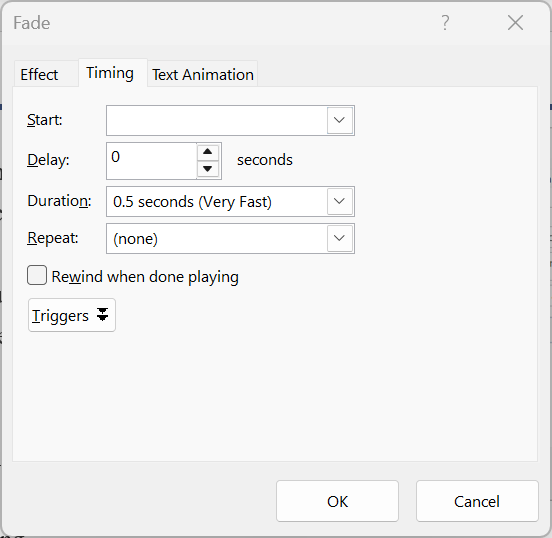 Fade ?
Effect Timing Text Animation
Start:
Delay: 0 seconds
Duration: 0.5 seconds (Very Fast)
Repeat: (none)
Rewind when done playing
Triggers
OK Cancel